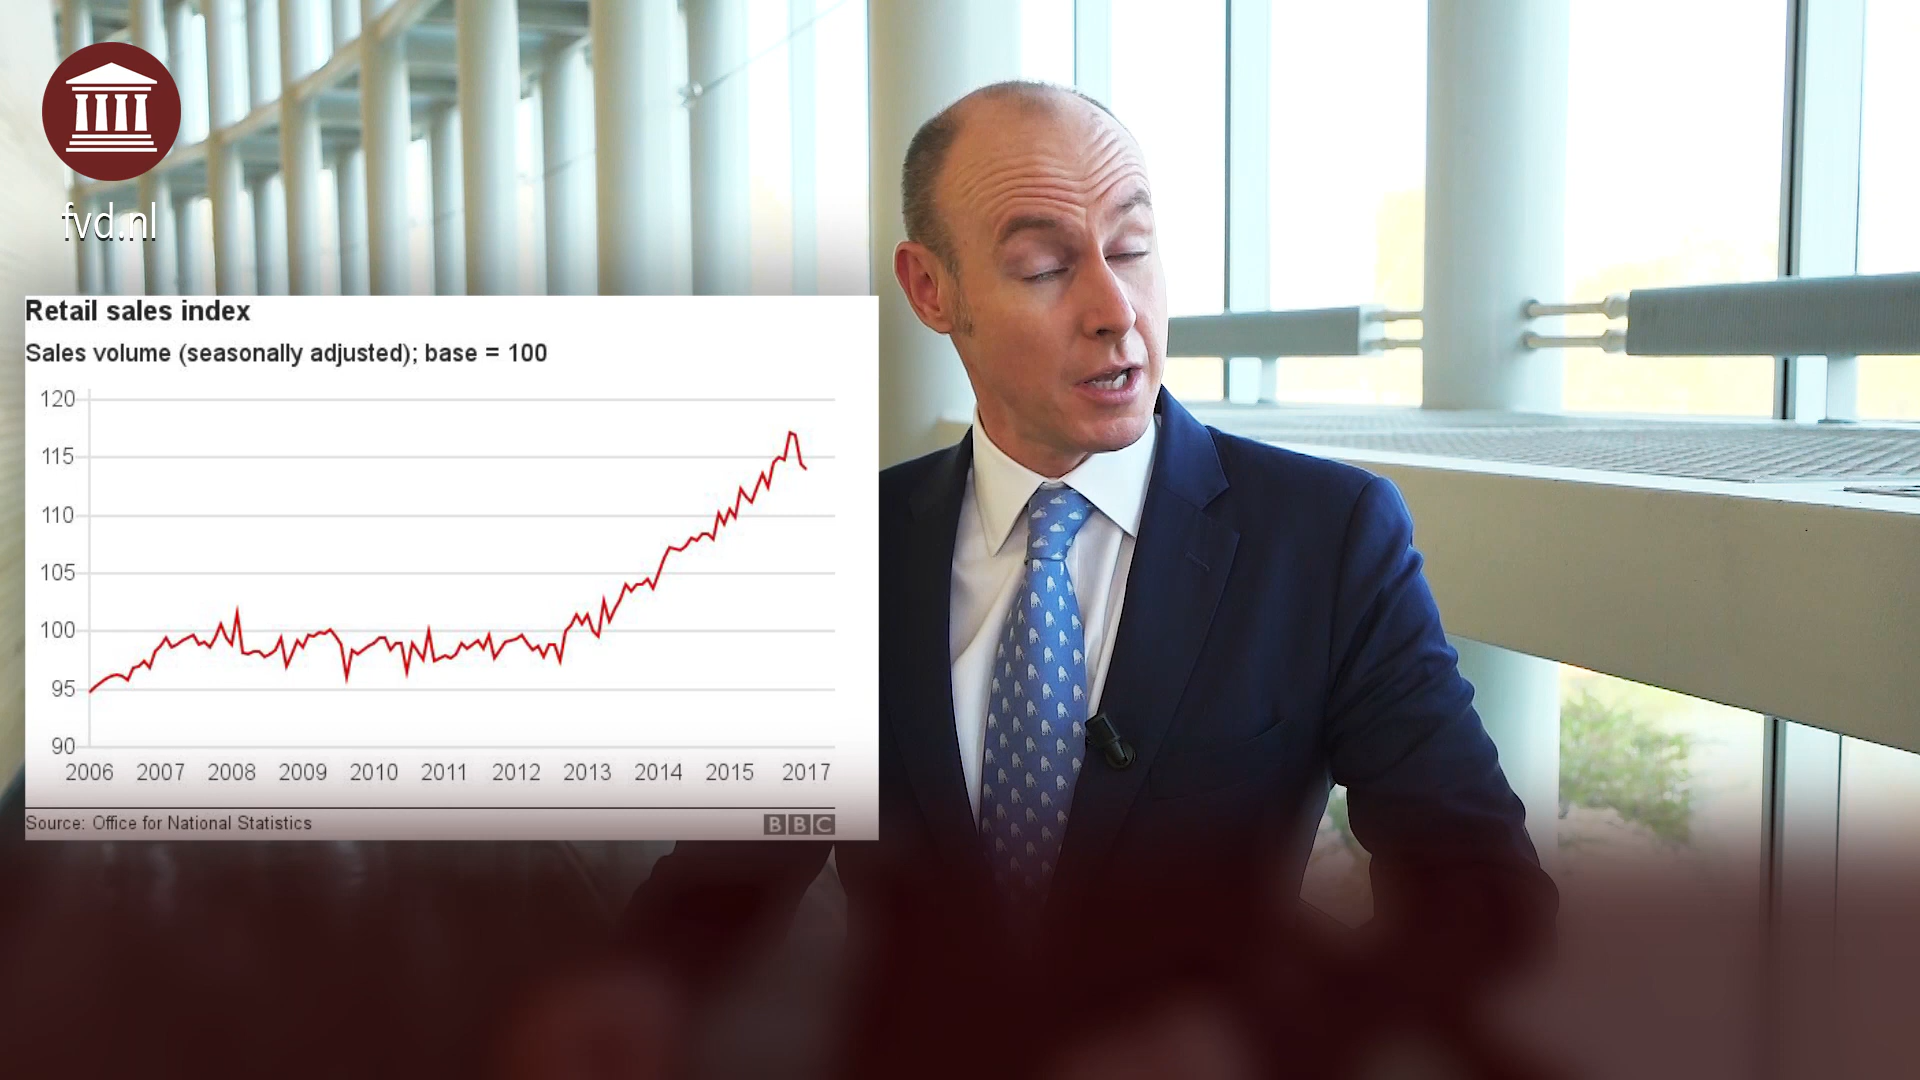 fvd.nl
Retail sales index
Sales volume (seasonally adjusted); base = 100
120
115
110
105
100
95
90
2006 2007 2008 2009 2010 2011 2012 2013 2014 2015 2017
Source: Office for National Statistics
BBC